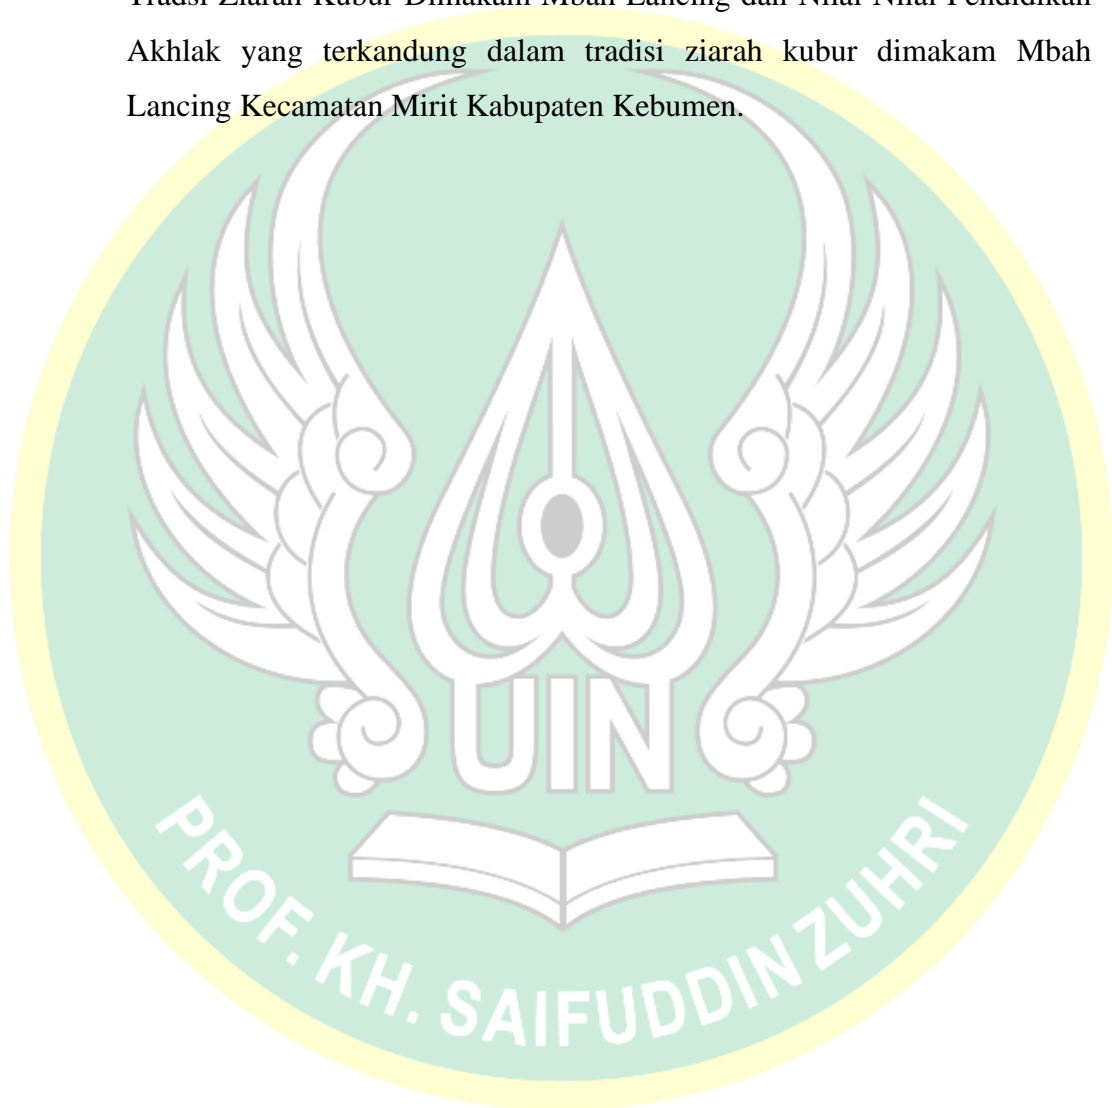 Tradsi Ziarah Kubur Dimakam Mbah Lancing dan Nilai-Nilai Pendidikan
Akhlak yang terkandung dalam tradisi ziarah kubur dimakam Mbah
Lancing Kecamatan Mirit Kabupaten Kebumen.
UIN
PROF. KH. SAIFUDDIN ZUHRI